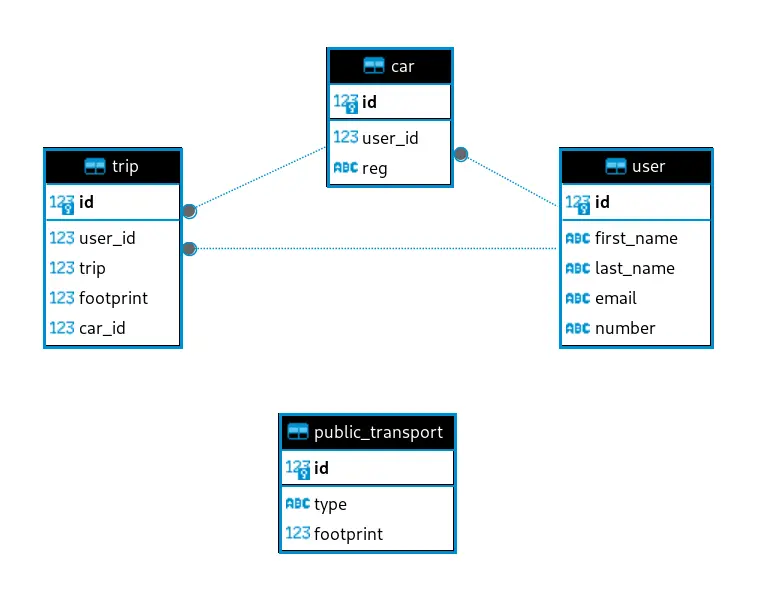 car
123 id
123 user_id
ABC reg
trip
123 id
123 user_id
123 trip
123 footprint
123 car_id
user
123 id
ABC first_name
ABC last_name
ABC email
ABC number
public_transport
123 id
ABC type
123 footprint